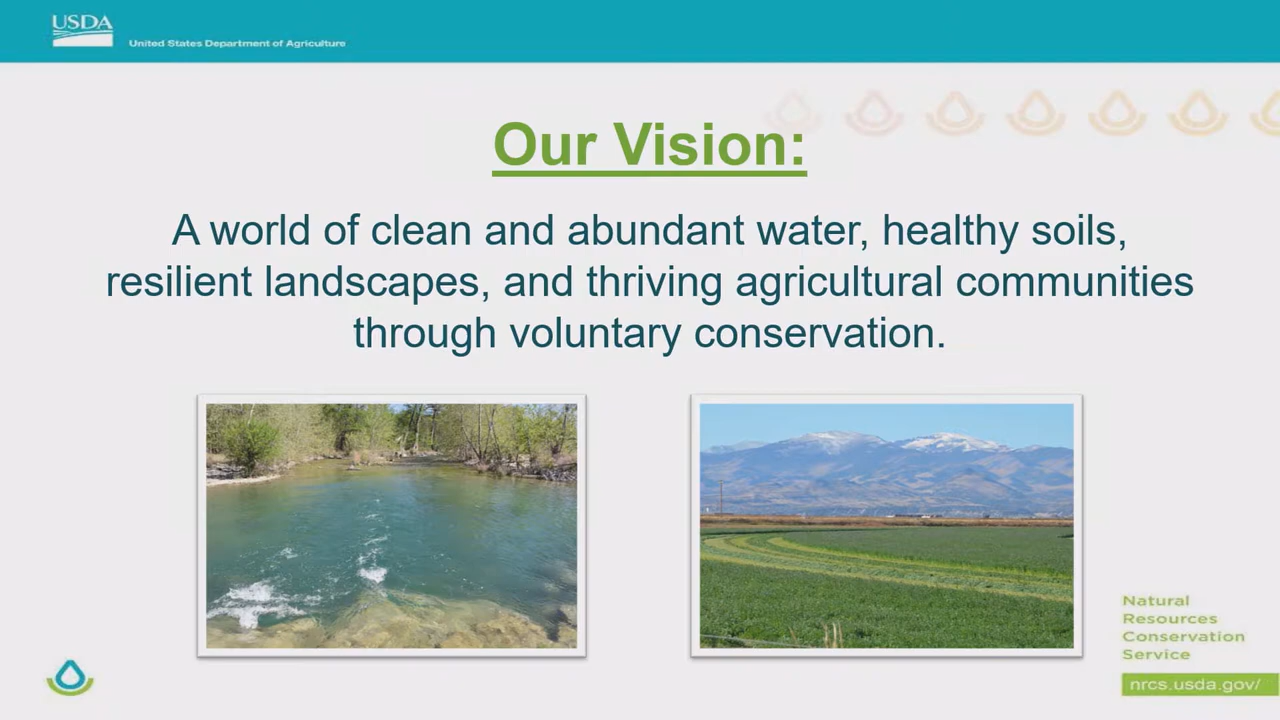 USDA
United States Department of Agriculture
Our Vision:
A world of clean and abundant water, healthy soils,
resilient landscapes, and thriving agricultural communities
through voluntary conservation.
Natural
Resources
Conservation
Service
nrcs.usda.gov/